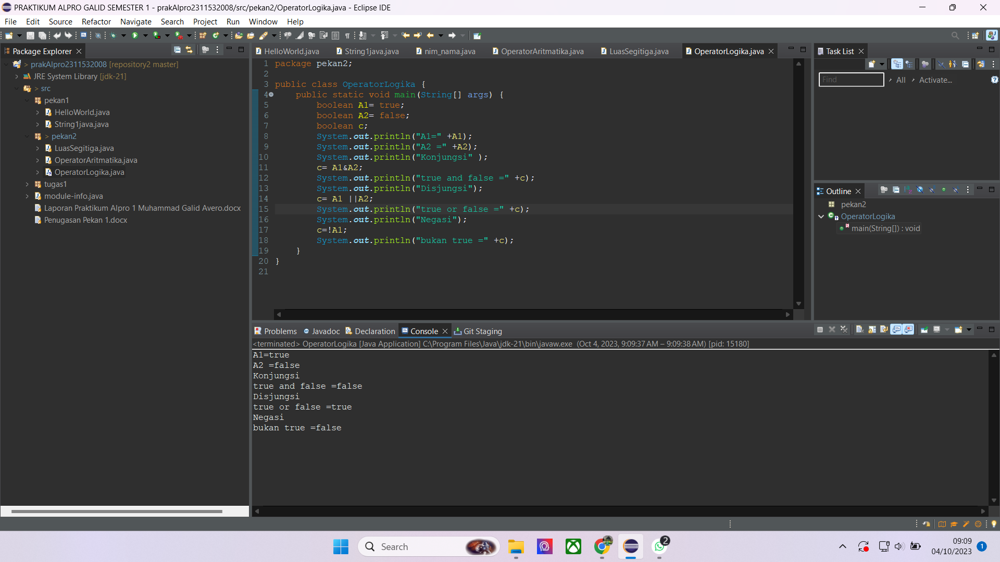 PRAKTIKUM ALPRO GALID SEMESTER 1 - prakAlpro2311532008/src/pekan2/OperatorLogika.java - Eclipse IDE
File Edit Source Refactor Navigate Search Project Run Window Help
Package Explorer
> prakAlpro2311532008 [repository2 master]
JRE System Library [jdk-21]
> src
pekan1
HelloWorld.java
String1java.java
> pekan2
LuasSegitiga.java
OperatorAritmatika.java
OperatorLogika.java
tugas1
module-info.java
Laporan Praktikum Alpro 1 Muhammad Galid Avero.docx
Penugasan Pekan 1.docx
HelloWorld.java String1java.java nim_nama.java OperatorAritmatika.java LuasSegitiga.java OperatorLogika.java
1 package pekan2;
2
3 public class OperatorLogika {
4 public static void main(String[] args) {
5 boolean A1= true;
6 boolean A2= false;
7 boolean c;
8 System.out.println("A1=" +A1);
9 System.out.println("A2 =" +A2);
10 System.out.println("Konjungsi" );
11 c= A1&A2;
12 System.out.println("true and false =" +c);
13 System.out.println("Disjungsi");
14 c= A1 ||A2;
15 System.out.println("true or false =" +c);
16 System.out.println("Negasi");
17 c=!A1;
18 System.out.println("bukan true =" +c);
19 }
20 }
21
Task List
Find All Activate...
Outline
pekan2
OperatorLogika
main(String[]) : void
Problems Javadoc Declaration Console Git Staging
<terminated> OperatorLogika [Java Application] C:\Program Files\Java\jdk-21\bin\javaw.exe (Oct 4, 2023, 9:09:37 AM – 9:09:38 AM) [pid: 15180]
A1=true
A2 =false
Konjungsi
true and false =false
Disjungsi
true or false =true
Negasi
bukan true =false
Search
2
09:09
04/10/2023
1